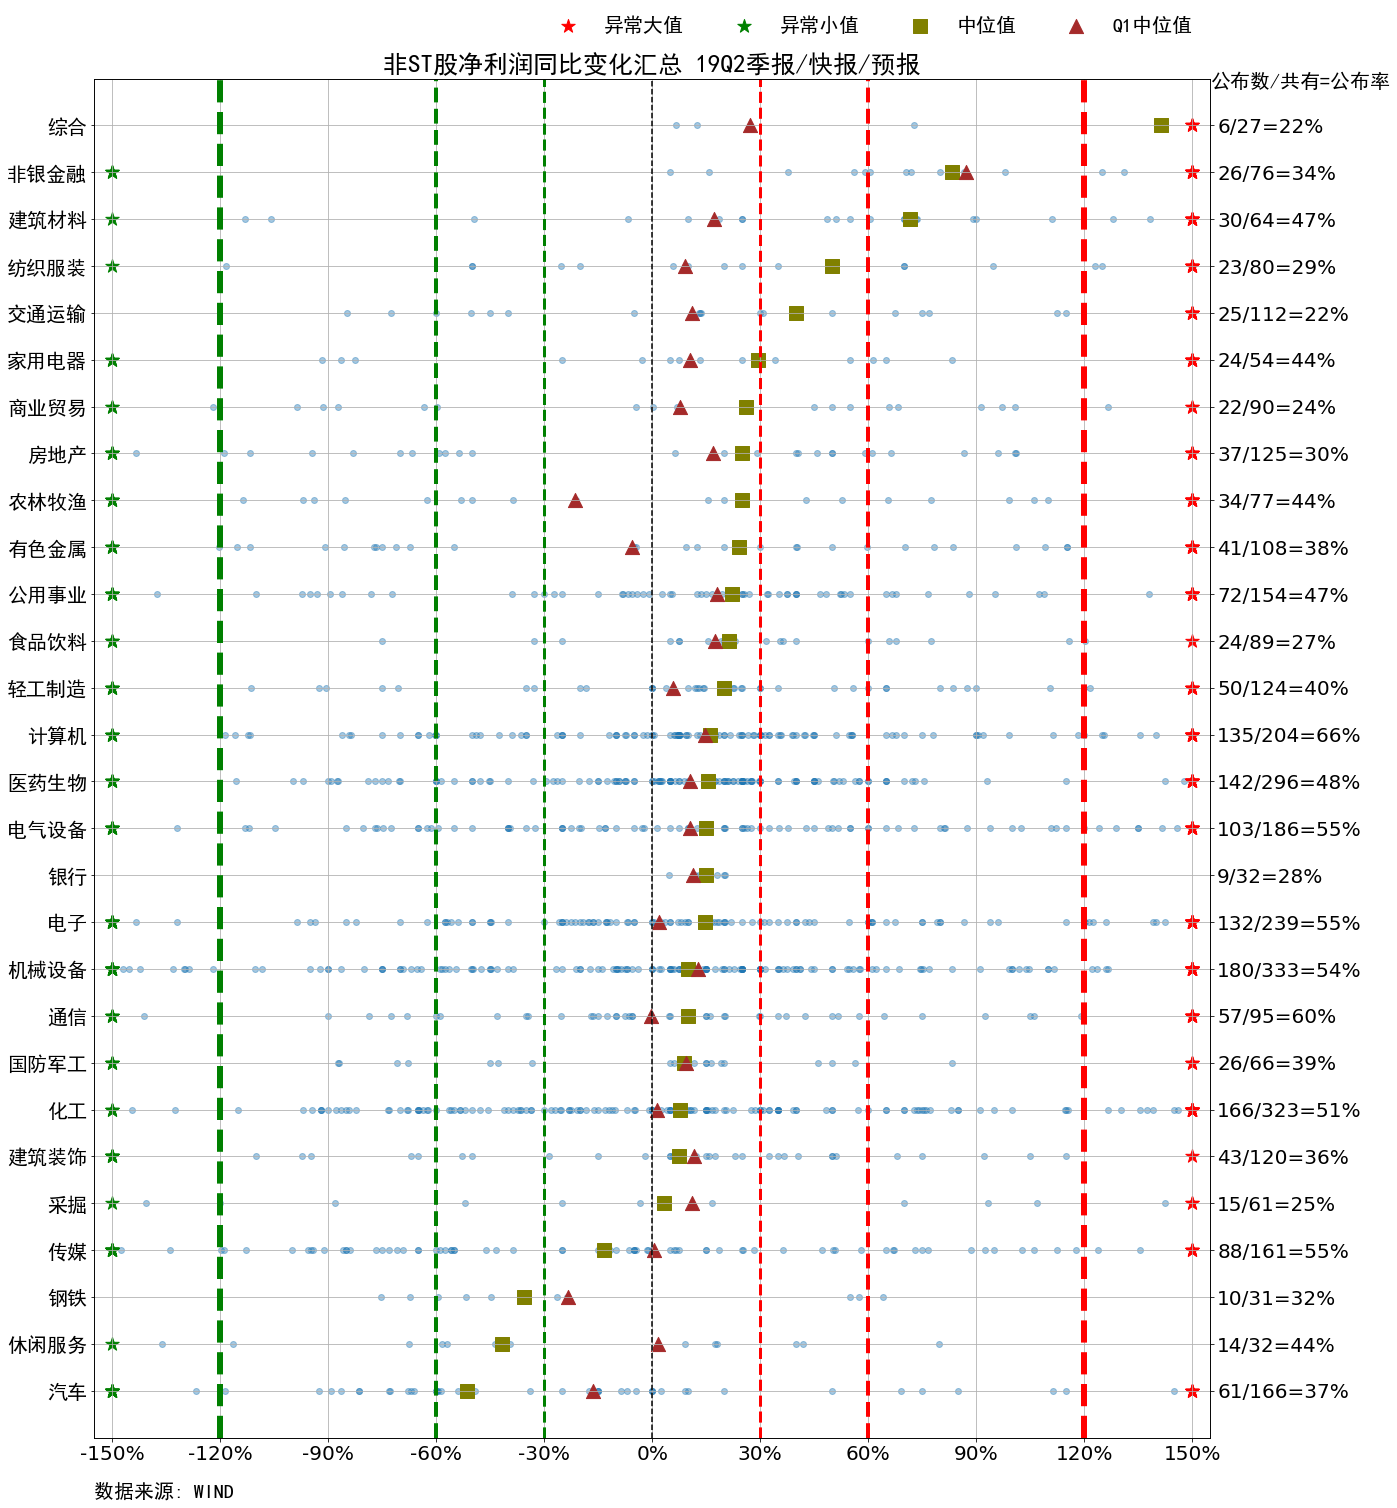 异常大值 异常小值 中位值 Q1中位值
非ST股净利润同比变化汇总 19Q2季报/快报/预报
公布数/共有=公布率
综合 6/27=22%
非银金融 26/76=34%
建筑材料 30/64=47%
纺织服装 23/80=29%
交通运输 25/112=22%
家用电器 24/54=44%
商业贸易 22/90=24%
房地产 37/125=30%
农林牧渔 34/77=44%
有色金属 41/108=38%
公用事业 72/154=47%
食品饮料 24/89=27%
轻工制造 50/124=40%
计算机 135/204=66%
医药生物 142/296=48%
电气设备 103/186=55%
银行 9/32=28%
电子 132/239=55%
机械设备 180/333=54%
通信 57/95=60%
国防军工 26/66=39%
化工 166/323=51%
建筑装饰 43/120=36%
采掘 15/61=25%
传媒 88/161=55%
钢铁 10/31=32%
休闲服务 14/32=44%
汽车 61/166=37%
-150% -120% -90% -60% -30% 0% 30% 60% 90% 120% 150%
数据来源: WIND